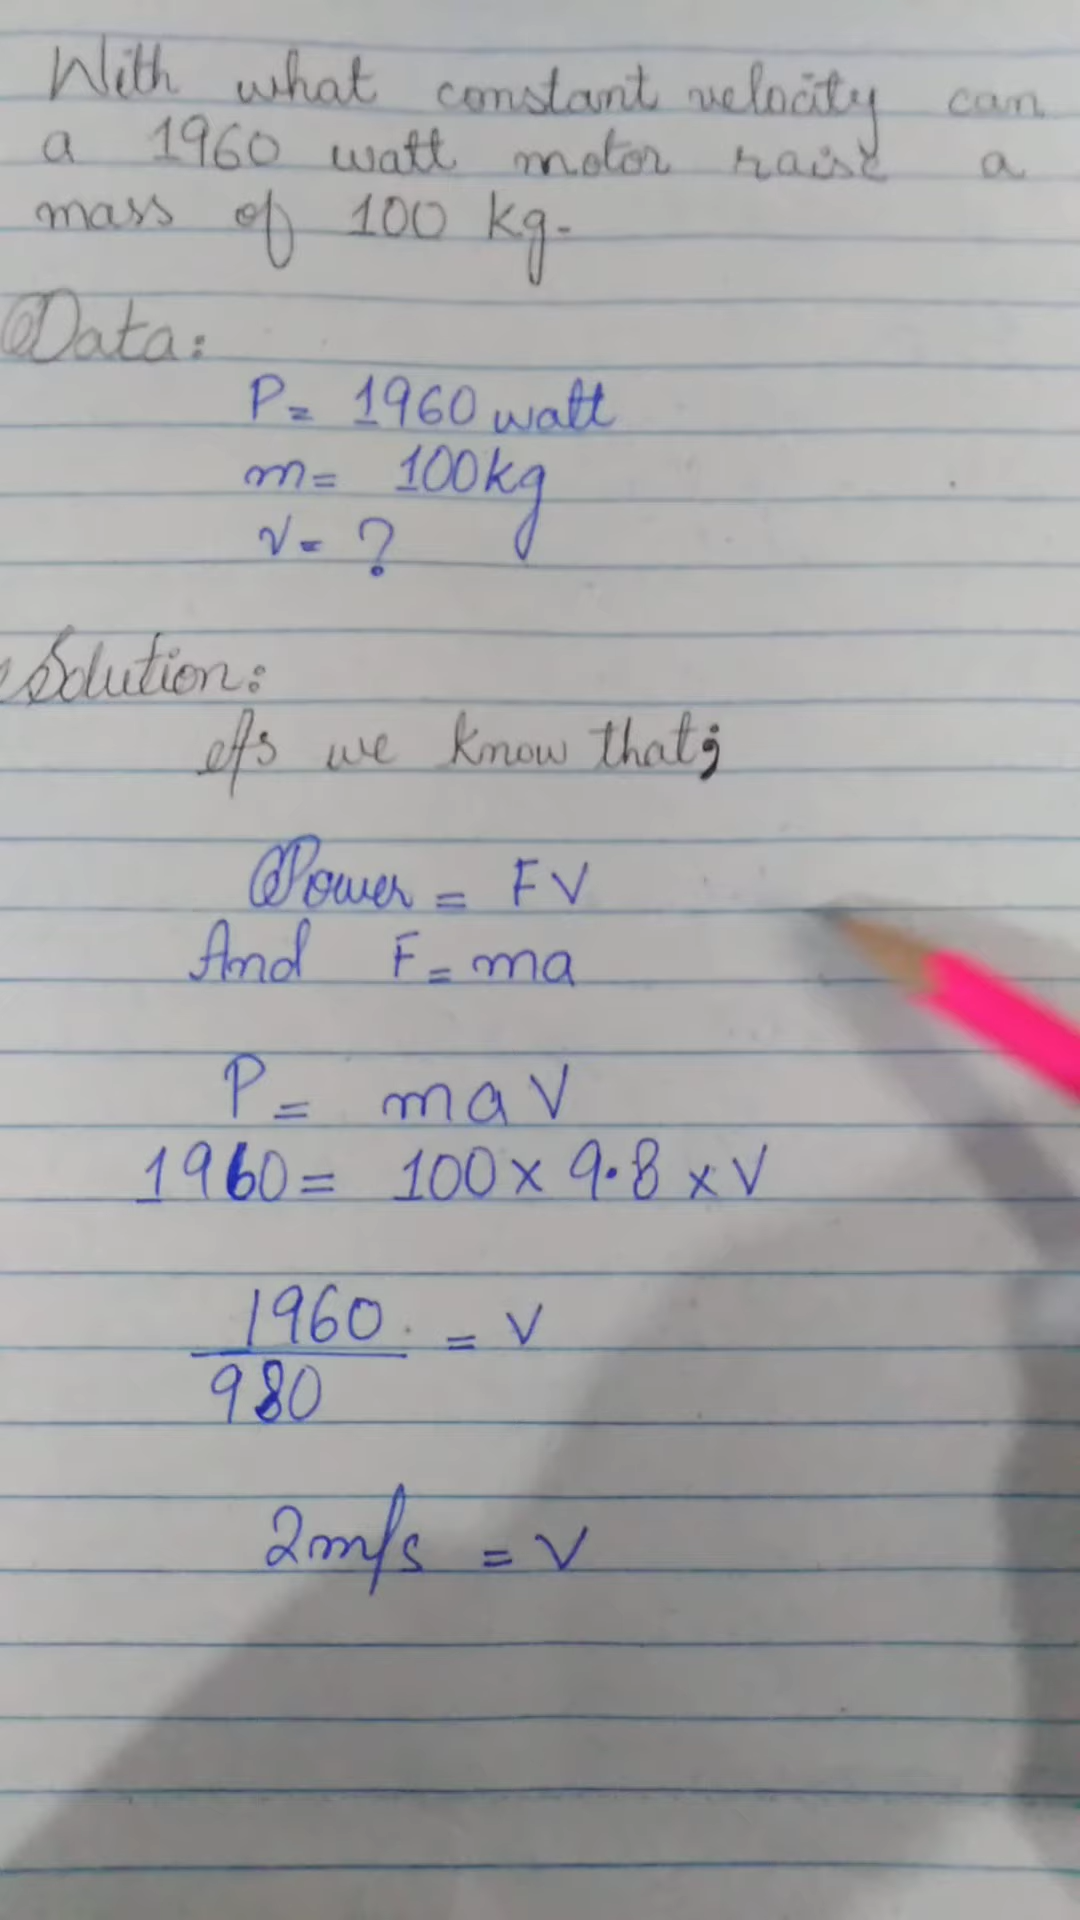 With what constant velocity can
a 1960 watt motor raise a
mass of 100 kg.
Data:
P= 1960 watt
m= 100kg
v= ?
Solution:
As we know that;
Power = FV
And F=ma
P= maV
1960= 100 x 9.8 x V
1960
980
= V
2m/s = V